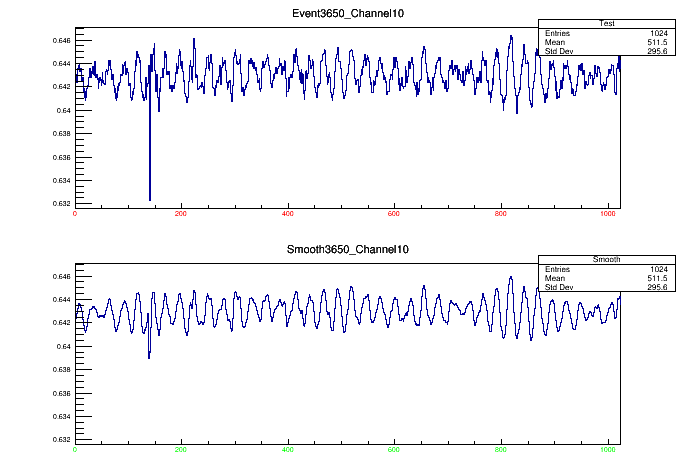 Event3650_Channel10
Test
Entries 1024
Mean 511.5
Std Dev 295.6
0.646
0.644
0.642
0.64
0.638
0.636
0.634
0.632
0 200 400 600 800 1000
Smooth3650_Channel10
Smooth
Entries 1024
Mean 511.5
Std Dev 295.6
0.646
0.644
0.642
0.64
0.638
0.636
0.634
0.632
0 200 400 600 800 1000